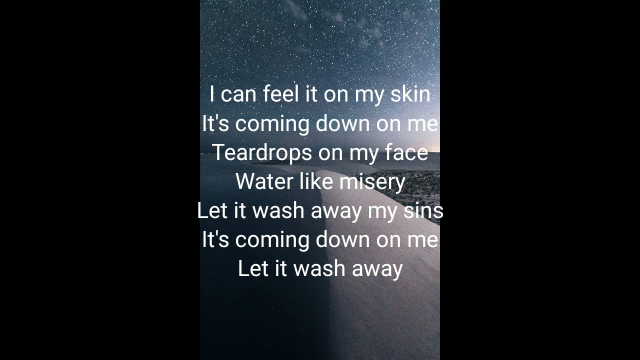 I can feel it on my skin
It's coming down on me
Teardrops on my face
Water like misery
Let it wash away my sins
It's coming down on me
Let it wash away